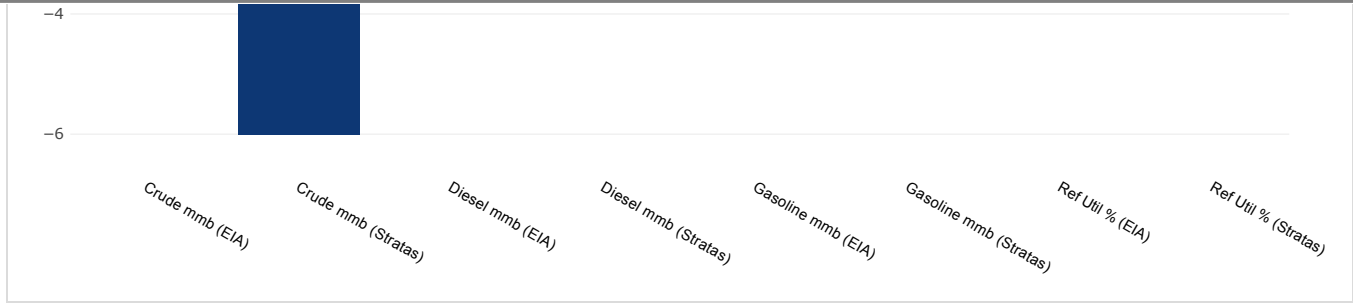 −4
−6
Crude mmb (EIA)
Crude mmb (Stratas)
Diesel mmb (EIA)
Diesel mmb (Stratas)
Gasoline mmb (EIA)
Gasoline mmb (Stratas)
Ref Util % (EIA)
Ref Util % (Stratas)